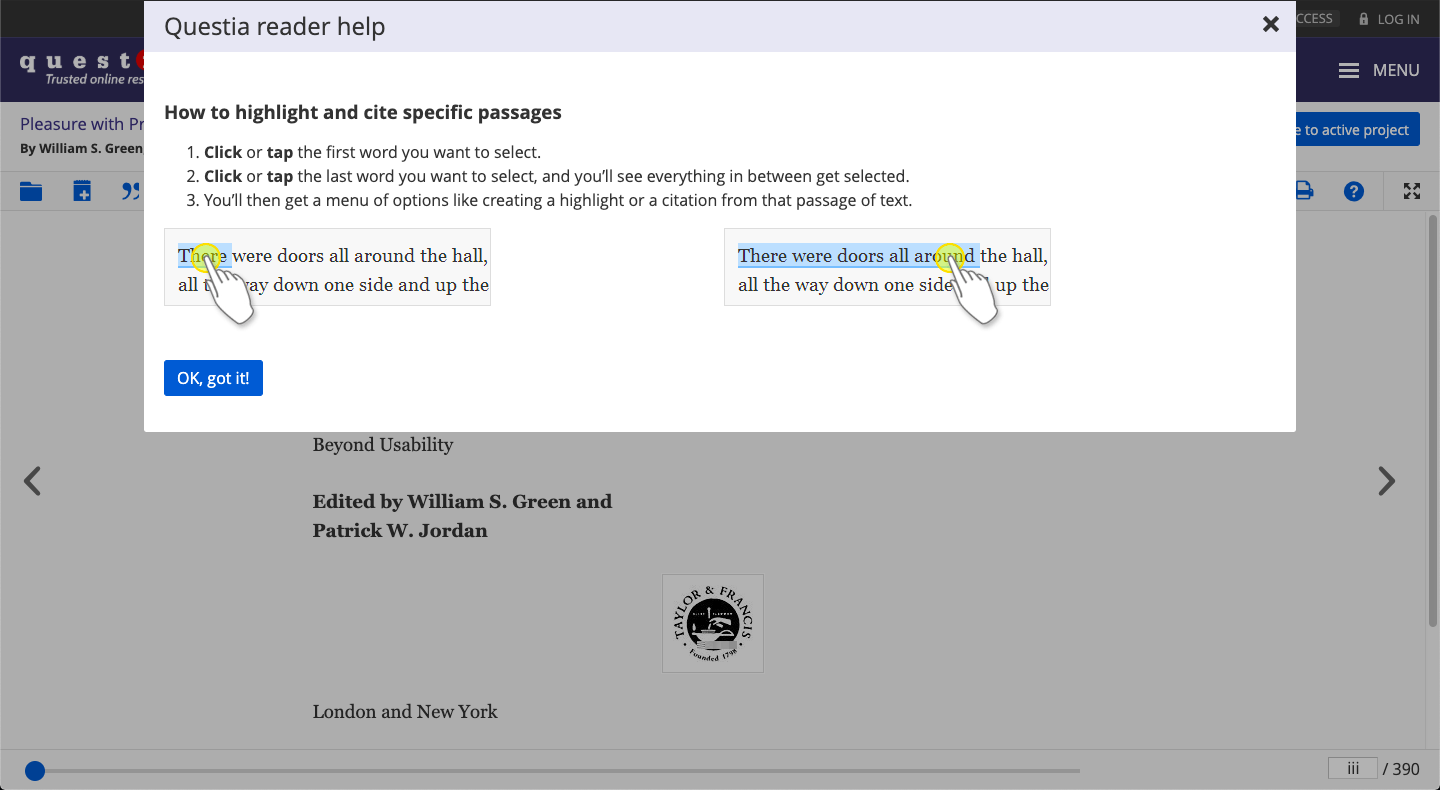 Questia reader help
CCESS
LOG IN
quest
Trusted online res
MENU
Pleasure with Pr
By William S. Green,
e to active project
How to highlight and cite specific passages
1. Click or tap the first word you want to select.
2. Click or tap the last word you want to select, and you'll see everything in between get selected.
3. You'll then get a menu of options like creating a highlight or a citation from that passage of text.
There were doors all around the hall,
all the way down one side and up the
There were doors all around the hall,
all the way down one side up the
OK, got it!
Beyond Usability
Edited by William S. Green and
Patrick W. Jordan
TAYLOR & FRANCIS
Founded 1798
London and New York
iii / 390